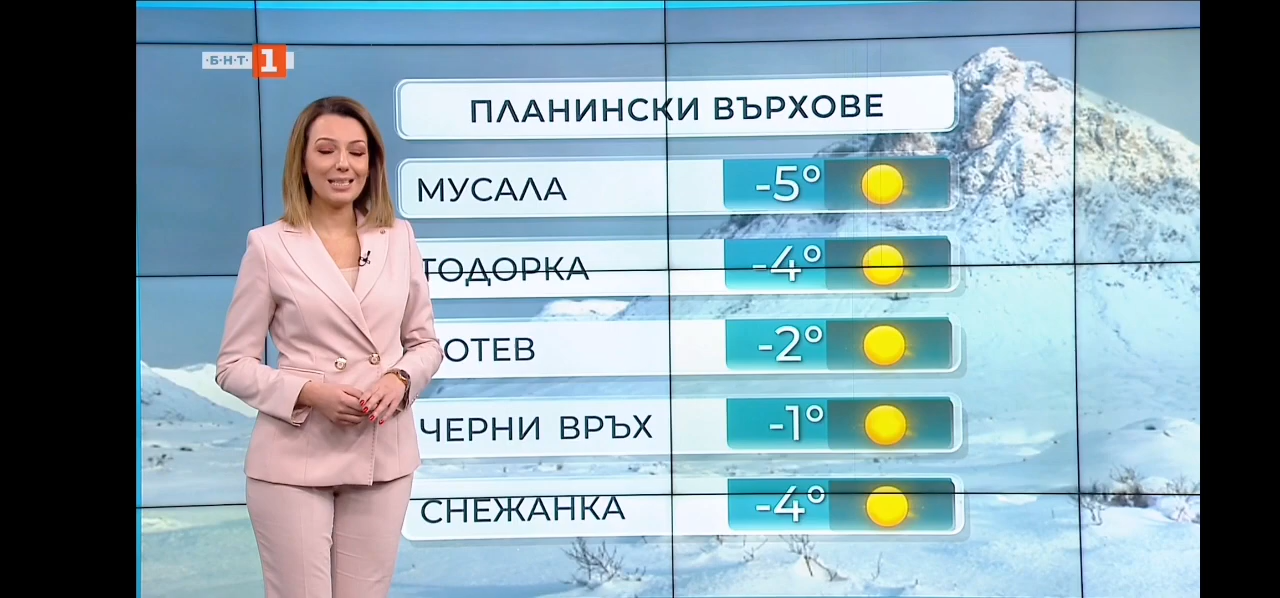 ·БНТ· 1
ПЛАНИНСКИ ВЪРХОВЕ
МУСАЛА -5°
ТОДОРКА -4°
ОТЕВ -2°
ЧЕРНИ ВРЪХ -1°
СНЕЖАНКА -4°